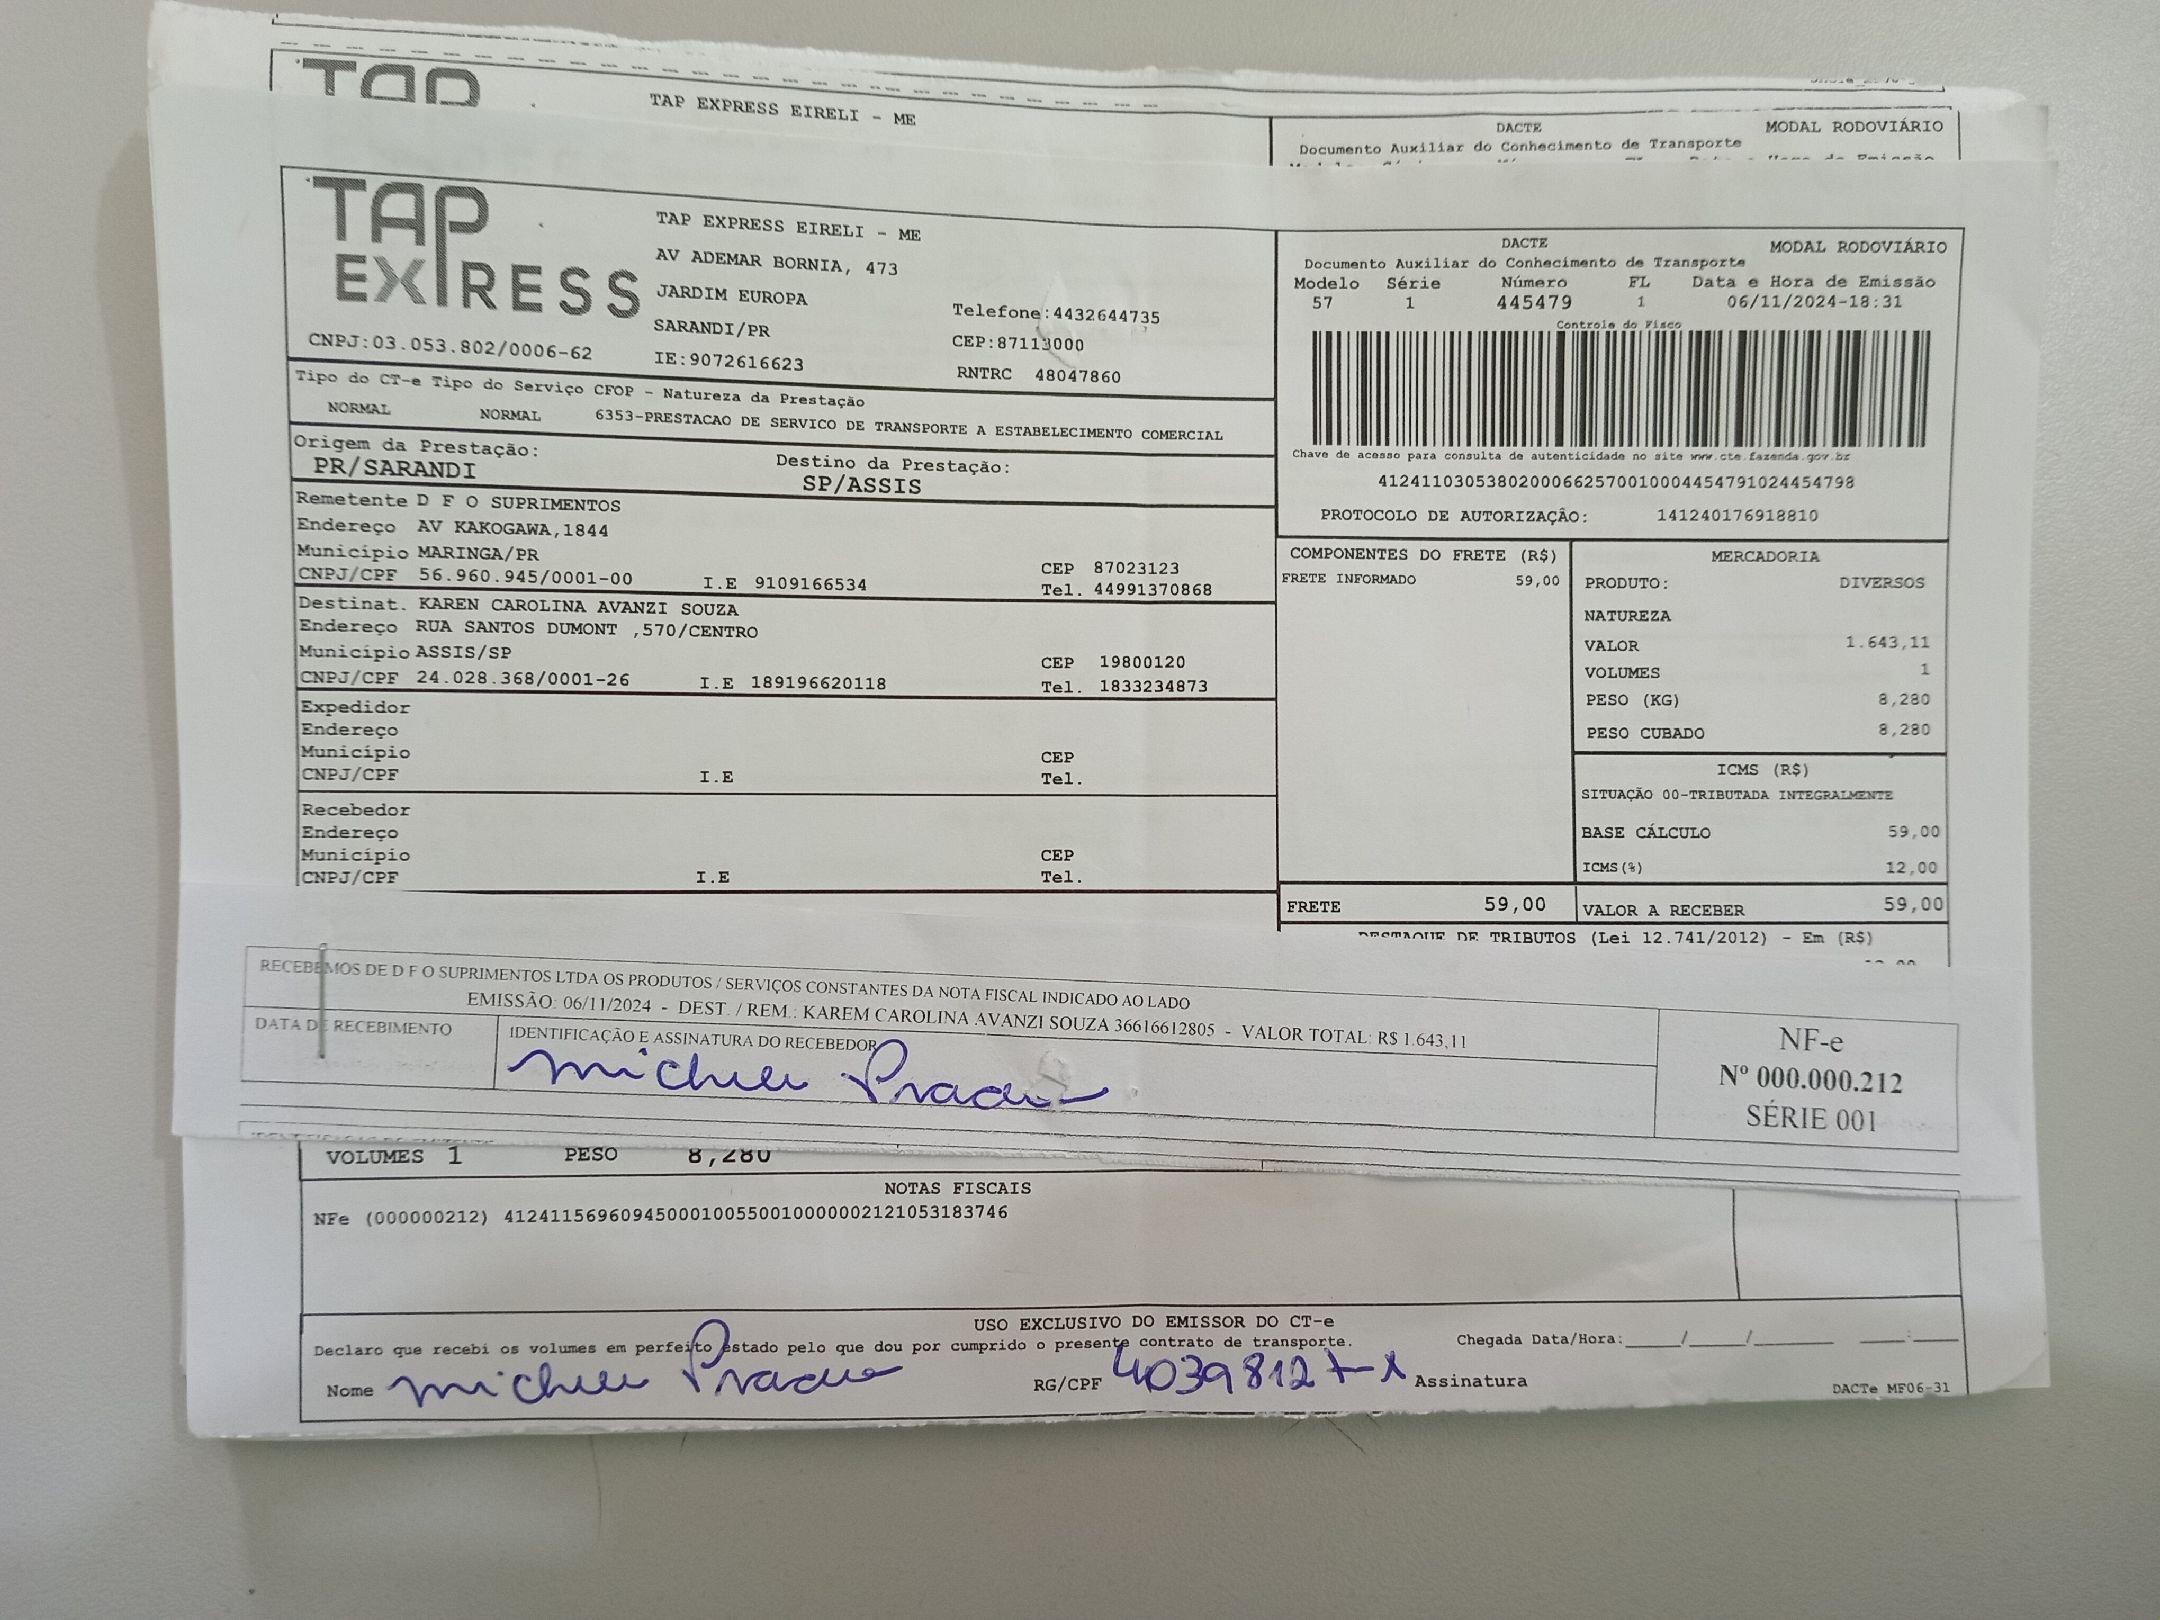 TAP
TAP EXPRESS EIRELI - ME
DACTE
MODAL RODOVIÁRIO
Documento Auxiliar do Conhecimento de Transporte
TAP EXPRESS
CNPJ:03.053.802/0006-62
TAP EXPRESS EIRELI - ME
AV ADEMAR BORNIA, 473
JARDIM EUROPA
Telefone:4432644735
SARANDI/PR
CEP:87113000
IE:9072616623
RNTRC 48047860
DACTE
MODAL RODOVIÁRIO
Documento Auxiliar do Conhecimento de Transporte
Modelo Série Número FL Data e Hora de Emissão
57 1 445479 1 06/11/2024-18:31
Controle do Fisco
Chave de acesso para consulta de autenticidade no site www.cte.fazenda.gov.br
41241103053802000662570010004454791024454798
PROTOCOLO DE AUTORIZAÇÂO: 141240176918810
Tipo do CT-e Tipo do Serviço CFOP - Natureza da Prestação
NORMAL NORMAL 6353-PRESTACAO DE SERVICO DE TRANSPORTE A ESTABELECIMENTO COMERCIAL
Origem da Prestação: Destino da Prestação:
PR/SARANDI SP/ASSIS
Remetente D F O SUPRIMENTOS
Endereço AV KAKOGAWA,1844
Município MARINGA/PR CEP 87023123
CNPJ/CPF 56.960.945/0001-00 I.E 9109166534 Tel. 44991370868
Destinat. KAREN CAROLINA AVANZI SOUZA
Endereço RUA SANTOS DUMONT ,570/CENTRO
Município ASSIS/SP CEP 19800120
CNPJ/CPF 24.028.368/0001-26 I.E 189196620118 Tel. 1833234873
Expedidor
Endereço
Município CEP
CNPJ/CPF I.E Tel.
Recebedor
Endereço
Município CEP
CNPJ/CPF I.E Tel.
COMPONENTES DO FRETE (R$)
FRETE INFORMADO 59,00
MERCADORIA
PRODUTO: DIVERSOS
NATUREZA
VALOR 1.643,11
VOLUMES 1
PESO (KG) 8,280
PESO CUBADO 8,280
ICMS (R$)
SITUAÇÃO 00-TRIBUTADA INTEGRALMENTE
BASE CÁLCULO 59,00
ICMS(%) 12,00
FRETE 59,00 VALOR A RECEBER 59,00
DESTAQUE DE TRIBUTOS (Lei 12.741/2012) - Em (R$)
RECEBEMOS DE D F O SUPRIMENTOS LTDA OS PRODUTOS / SERVIÇOS CONSTANTES DA NOTA FISCAL INDICADO AO LADO
EMISSÃO: 06/11/2024 - DEST. / REM.: KAREM CAROLINA AVANZI SOUZA 36616612805 - VALOR TOTAL: R$ 1.643,11
DATA DE RECEBIMENTO
IDENTIFICAÇÃO E ASSINATURA DO RECEBEDOR
NF-e
Nº 000.000.212
SÉRIE 001
VOLUMES 1 PESO 8,280
NOTAS FISCAIS
NFe (000000212) 41241156960945000100550010000002121053183746
USO EXCLUSIVO DO EMISSOR DO CT-e
Declaro que recebi os volumes em perfeito estado pelo que dou por cumprido o presente contrato de transporte. Chegada Data/Hora:____/____/________ ____:____
Nome RG/CPF 40398127-X Assinatura
DACTe MF06-31